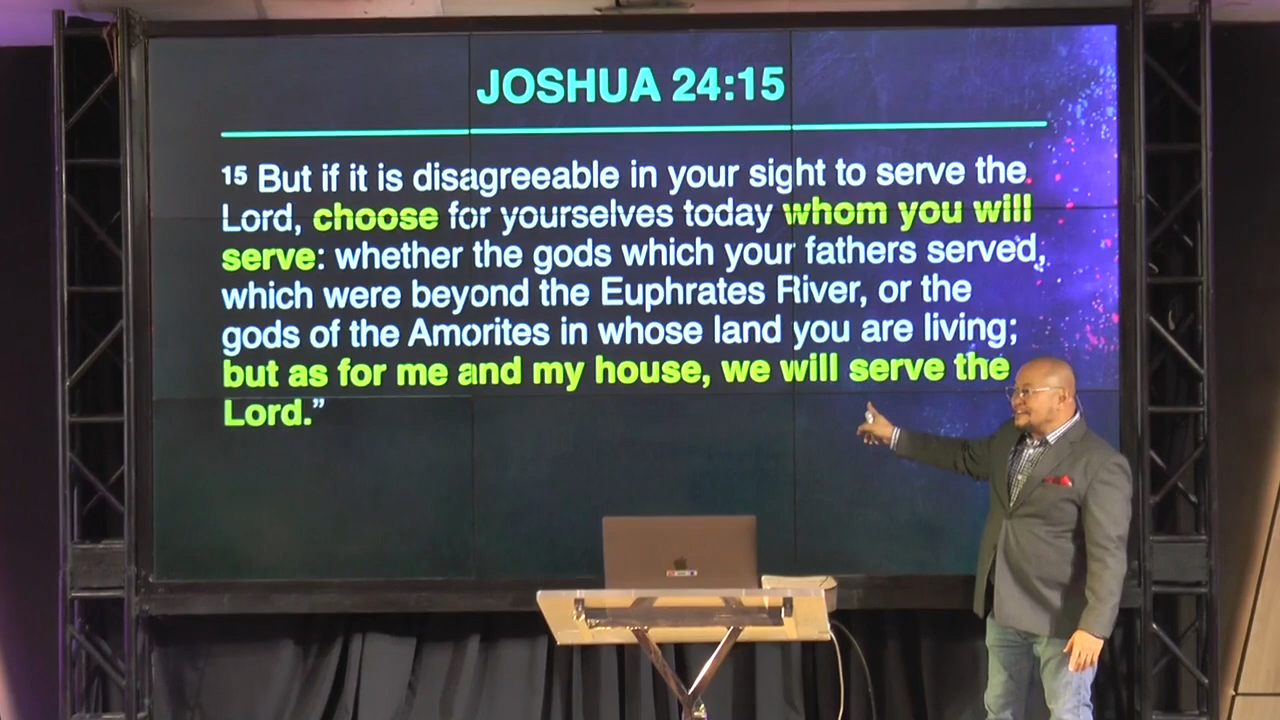 JOSHUA 24:15
15 But if it is disagreeable in your sight to serve the
Lord, choose for yourselves today whom you will
serve: whether the gods which your fathers served,
which were beyond the Euphrates River, or the
gods of the Amorites in whose land you are living;
but as for me and my house, we will serve the
Lord.”